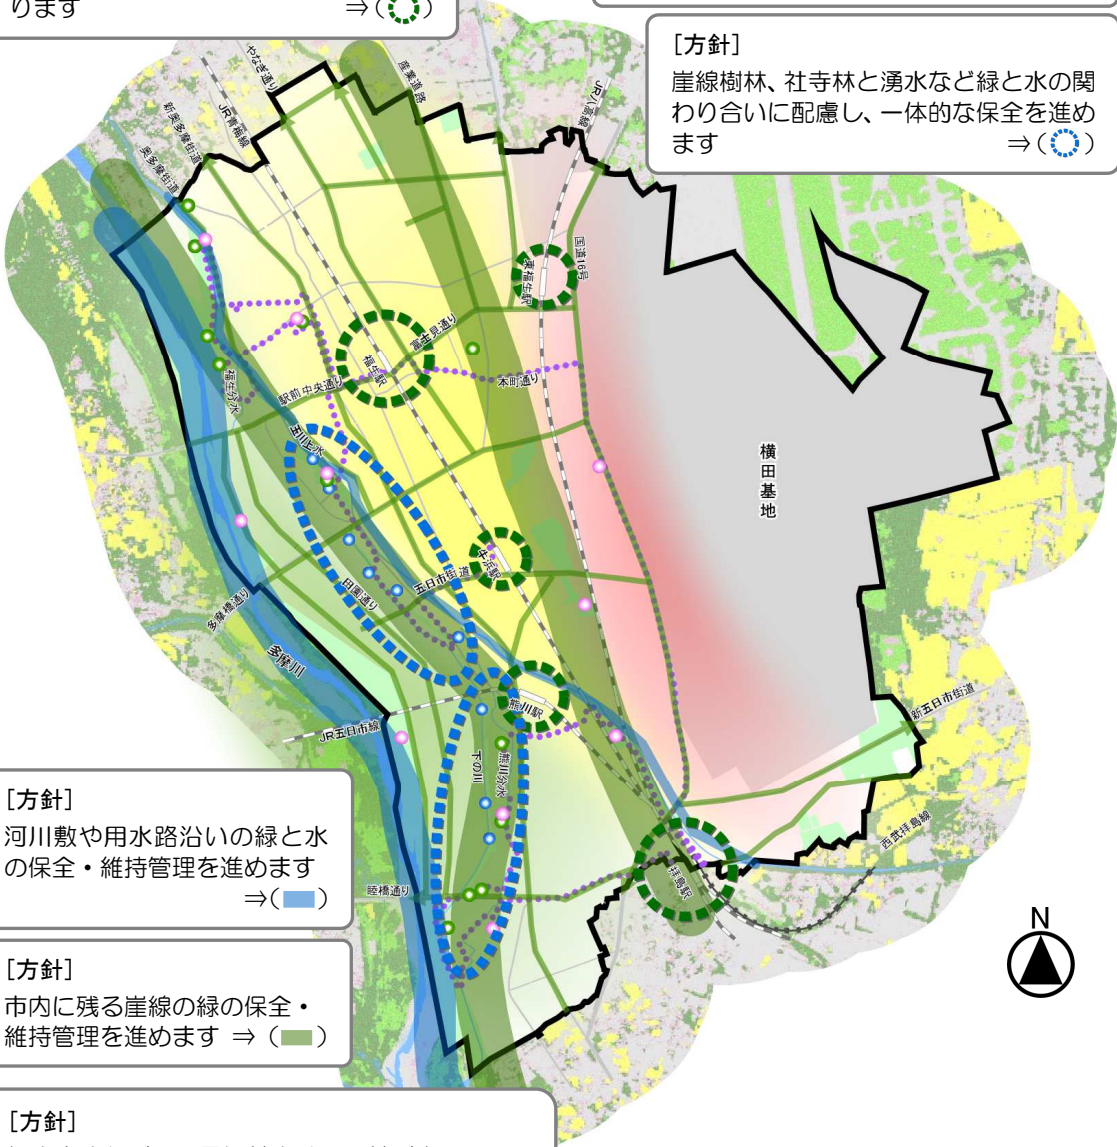 ります ⇒( )
[方針]
崖線樹林、社寺林と湧水など緑と水の関
わり合いに配慮し、一体的な保全を進め
ます ⇒( )
やなぎ通り
産業道路
JR八高線
新奥多摩街道
JR青梅線
奥多摩街道
国道16号
東福生駅
富士見通り
福生駅
福生分水
駅前中央通り
本町通り
玉川上水
横田基地
牛浜駅
五日市街道
田園通り
多摩橋通り
多摩川
熊川駅
新五日市街道
JR五日市線
下の川
熊川分水
西武拝島線
拝島駅
睦橋通り
N
[方針]
河川敷や用水路沿いの緑と水
の保全・維持管理を進めます
⇒( )
[方針]
市内に残る崖線の緑の保全・
維持管理を進めます ⇒ ( )
[方針]